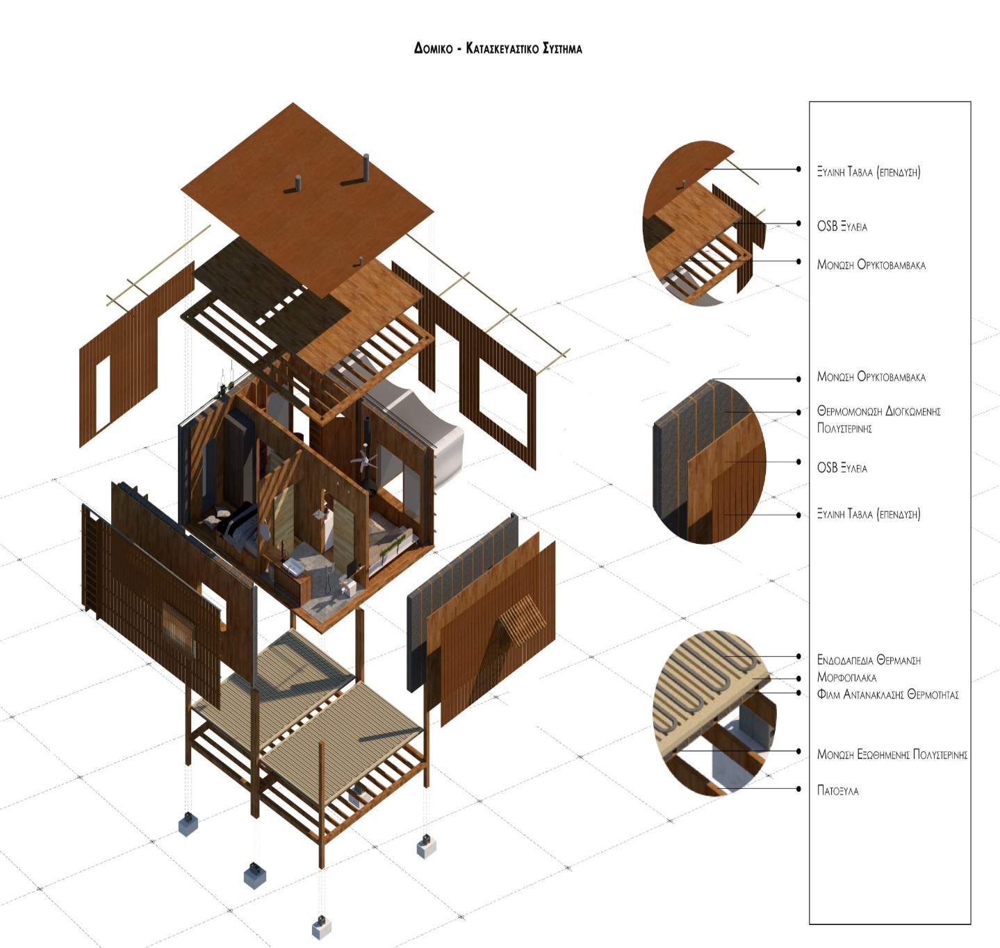 Δομικο - Κατασκευαστικο Συστημα
Ξυλινη Ταβλα (επενδυση)
OSB Ξυλεια
Μονωση Ορυκτοβαμβακα
Μονωση Ορυκτοβαμβακα
Θερμομονωση Διογκωμενης
Πολυστερινης
OSB Ξυλεια
Ξυλινη Ταβλα (επενδυση)
Ενδοδαπεδια Θερμανση
Μορφοπλακα
Φιλμ Αντανακλασης Θερμοτητας
Μονωση Εξωθημενης Πολυστερινης
Πατοξυλα